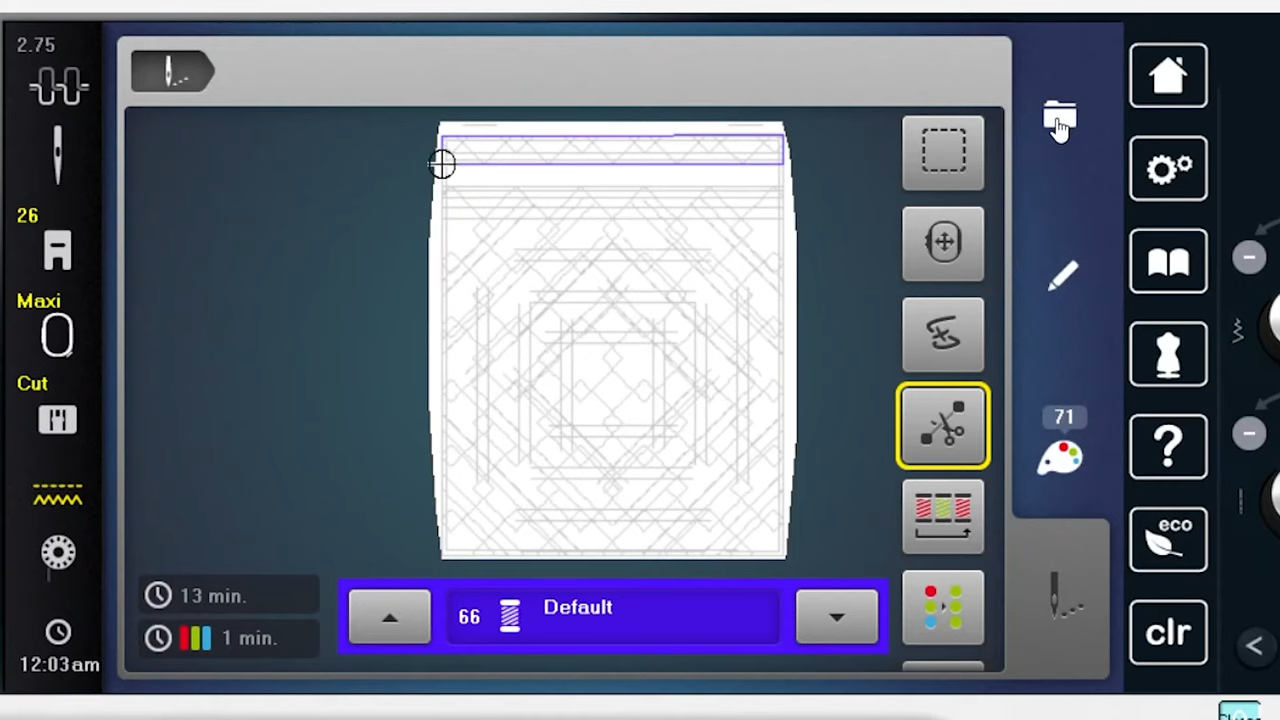 2.75
26
Maxi
Cut
12:03am
13 min.
1 min.
66
Default
71
?
eco
clr